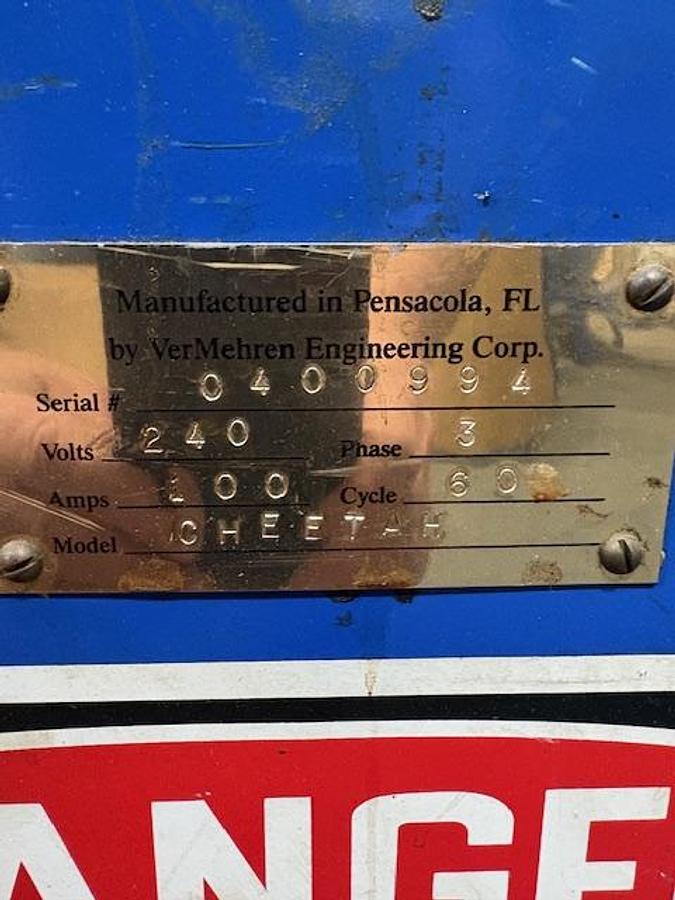 Manufactured in Pensacola, FL
by VerMehren Engineering Corp.
Serial # 0400994
Volts 240 Phase 3
Amps 100 Cycle 60
Model CHEETAH
ANGE